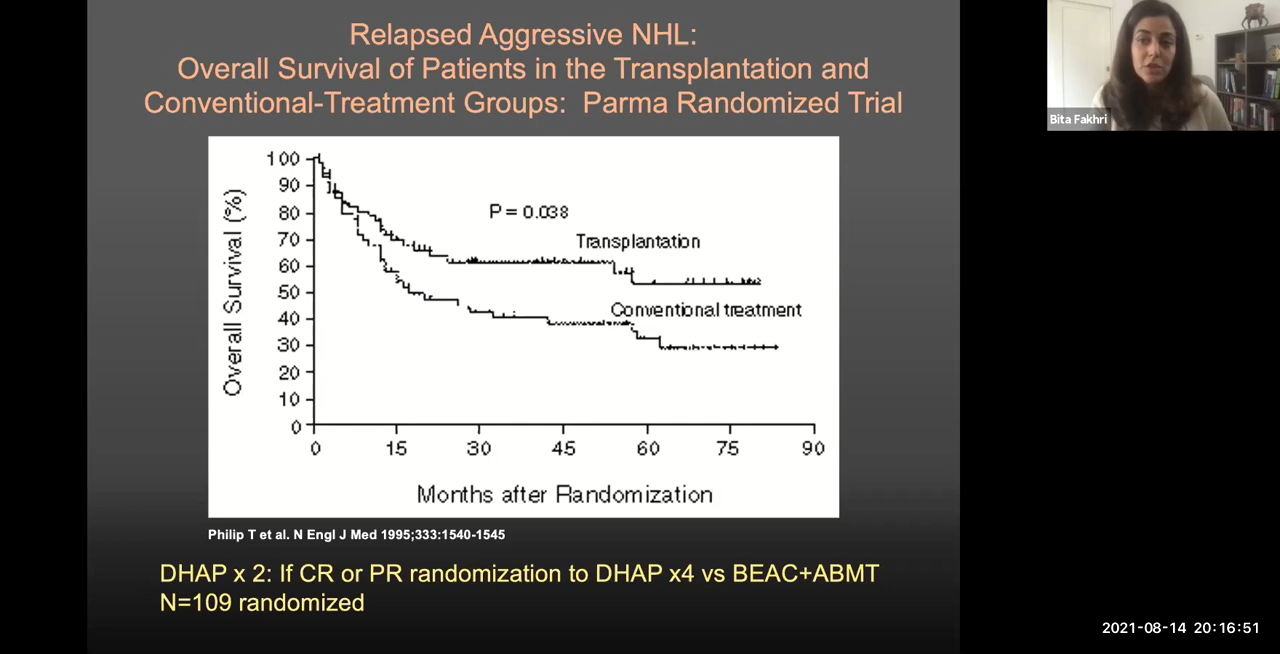 Relapsed Aggressive NHL:
Overall Survival of Patients in the Transplantation and
Conventional-Treatment Groups: Parma Randomized Trial
Bita Fakhri
Overall Survival (%)
100
90
80
70
60
50
40
30
20
10
0
P = 0.038
Transplantation
Conventional treatment
0 15 30 45 60 75 90
Months after Randomization
Philip T et al. N Engl J Med 1995;333:1540-1545
DHAP x 2: If CR or PR randomization to DHAP x4 vs BEAC+ABMT
N=109 randomized
2021-08-14 20:16:51